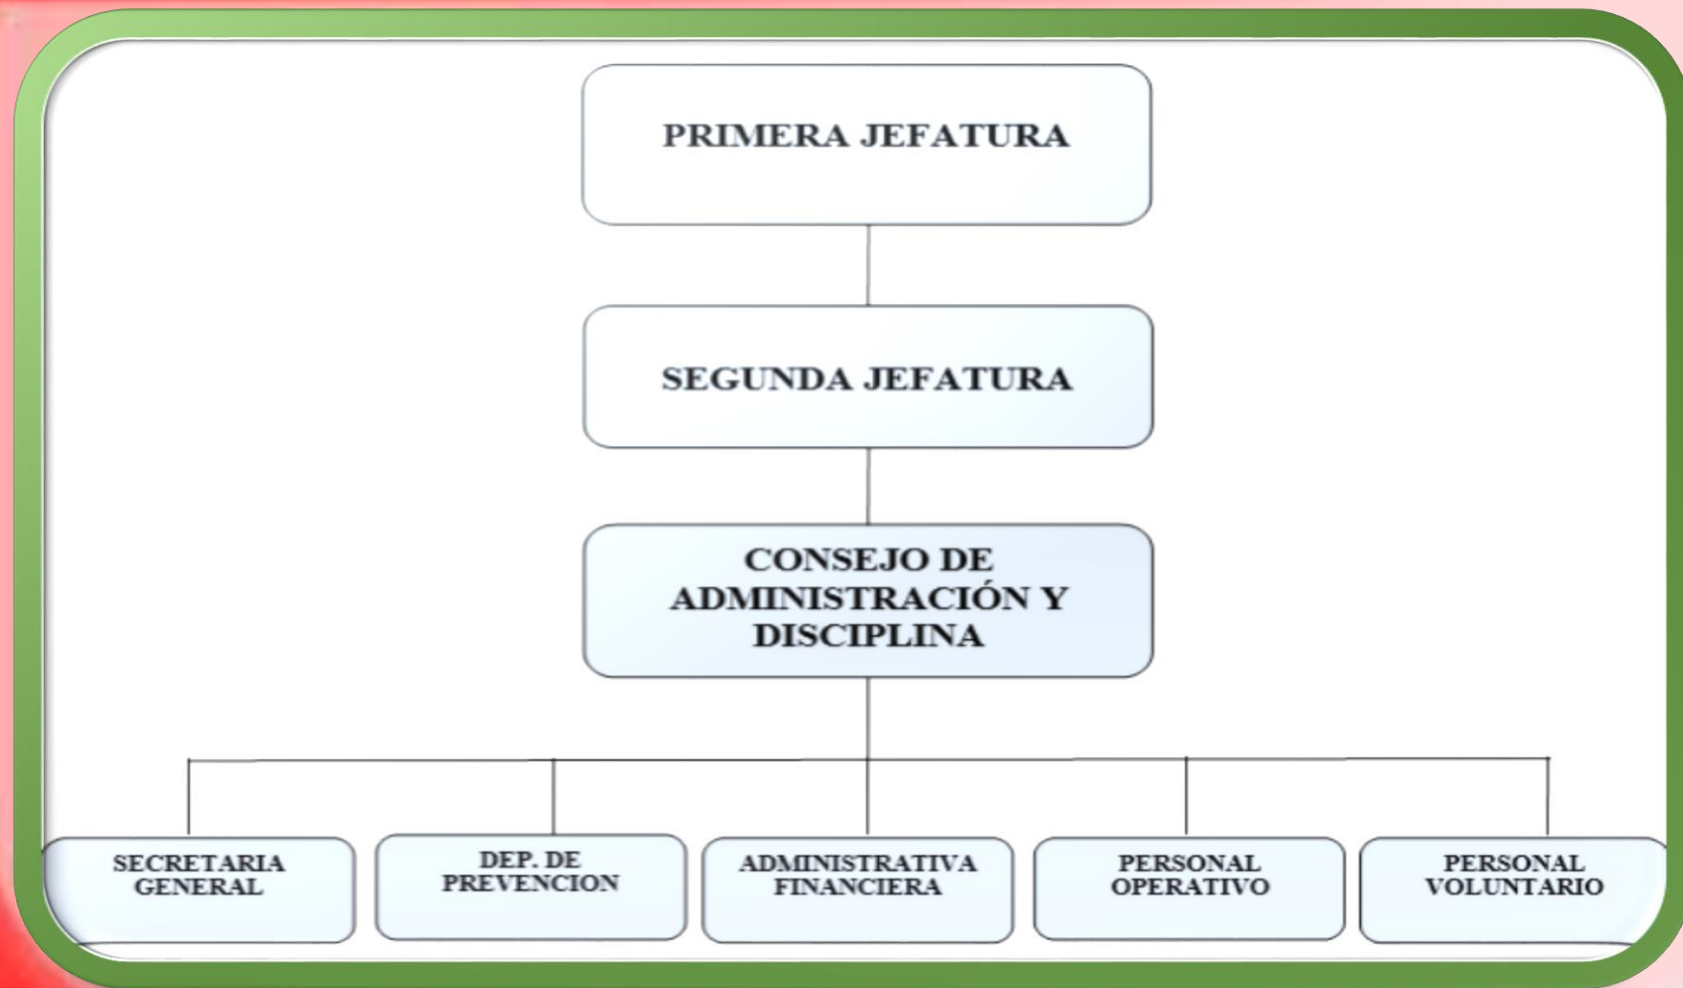 PRIMERA JEFATURA
SEGUNDA JEFATURA
CONSEJO DE
ADMINISTRACIÓN Y
DISCIPLINA
SECRETARIA
GENERAL
DEP. DE
PREVENCION
ADMINISTRATIVA
FINANCIERA
PERSONAL
OPERATIVO
PERSONAL
VOLUNTARIO